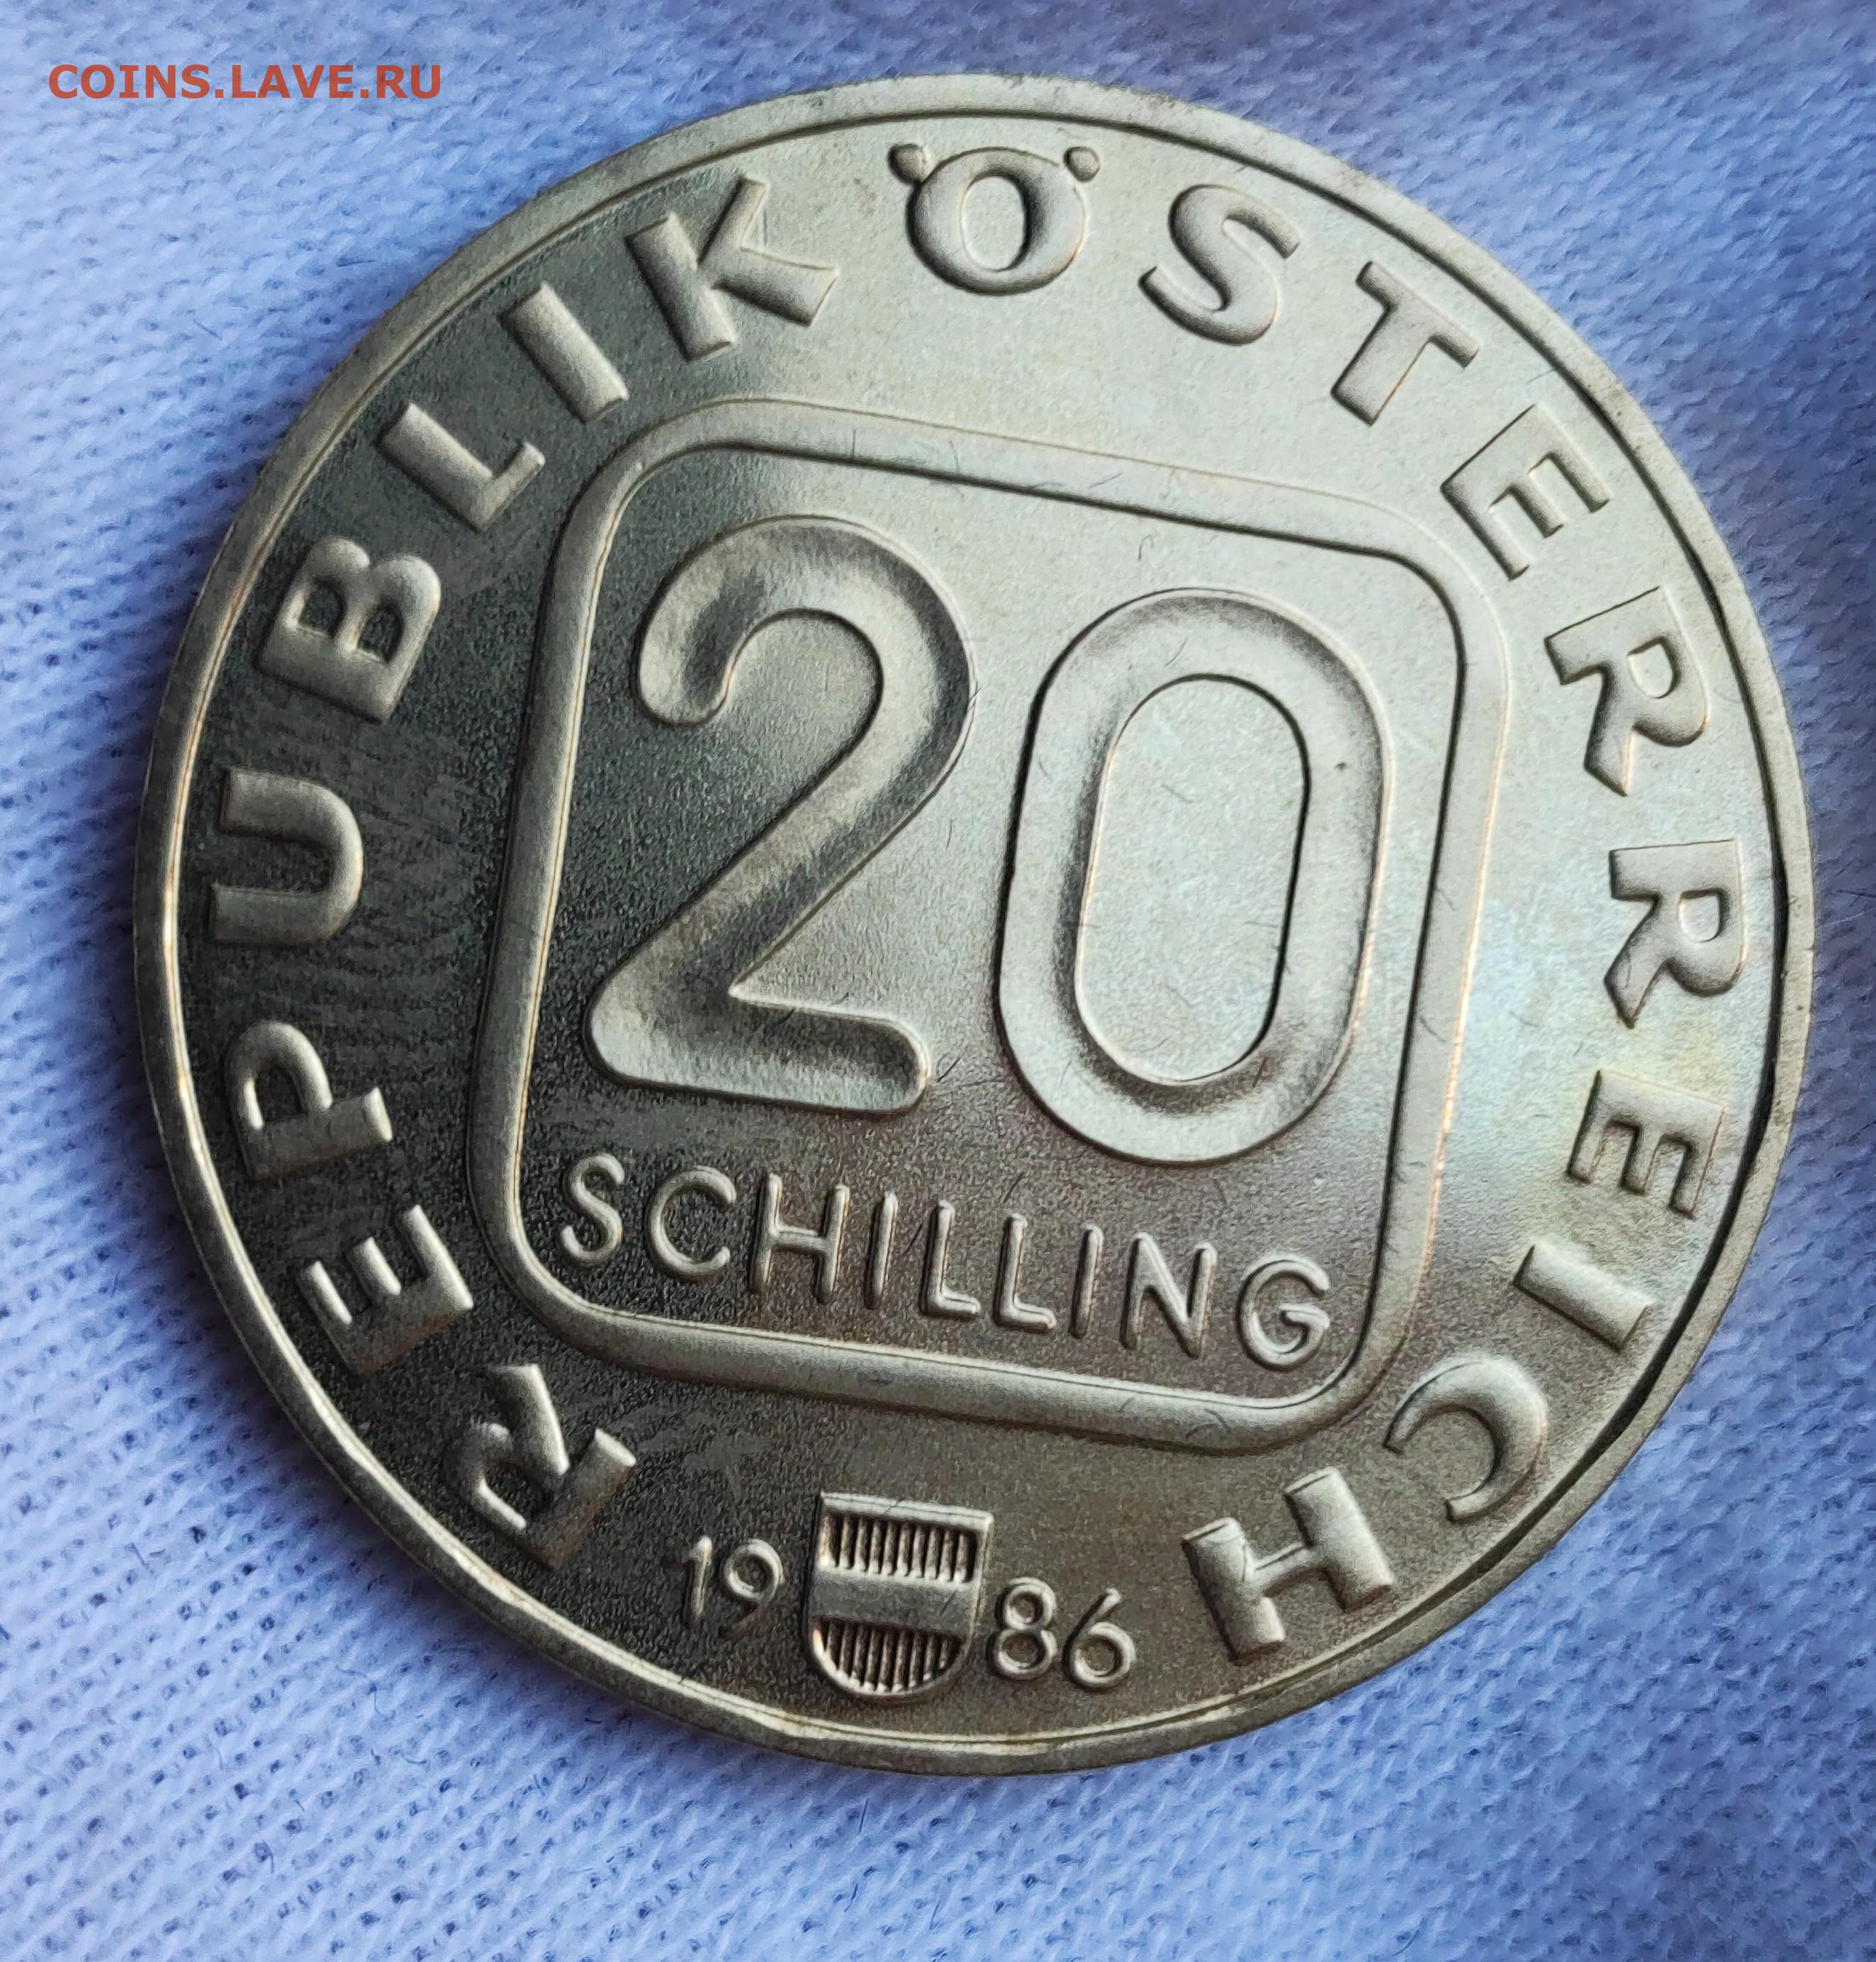 COINS.LAVE.RU
REPUBLIK ÖSTERREICH
20
SCHILLING
19 86